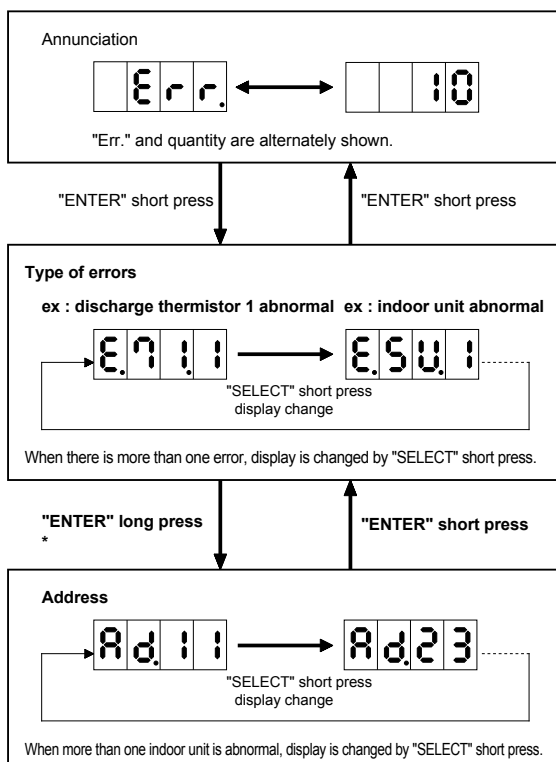 Annunciation
Err. 10
"Err." and quantity are alternately shown.
"ENTER" short press "ENTER" short press
Type of errors
ex : discharge thermistor 1 abnormal ex : indoor unit abnormal
E.71.1 E.5U.1
"SELECT" short press
display change
When there is more than one error, display is changed by "SELECT" short press.
"ENTER" long press "ENTER" short press
*
Address
Ad.11 Ad.23
"SELECT" short press
display change
When more than one indoor unit is abnormal, display is changed by "SELECT" short press.